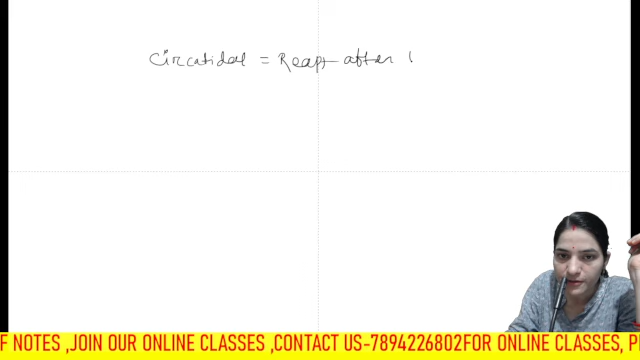 Circatidal = Reapt after 1
F NOTES ,JOIN OUR ONLINE CLASSES ,CONTACT US-7894226802FOR ONLINE CLASSES, P